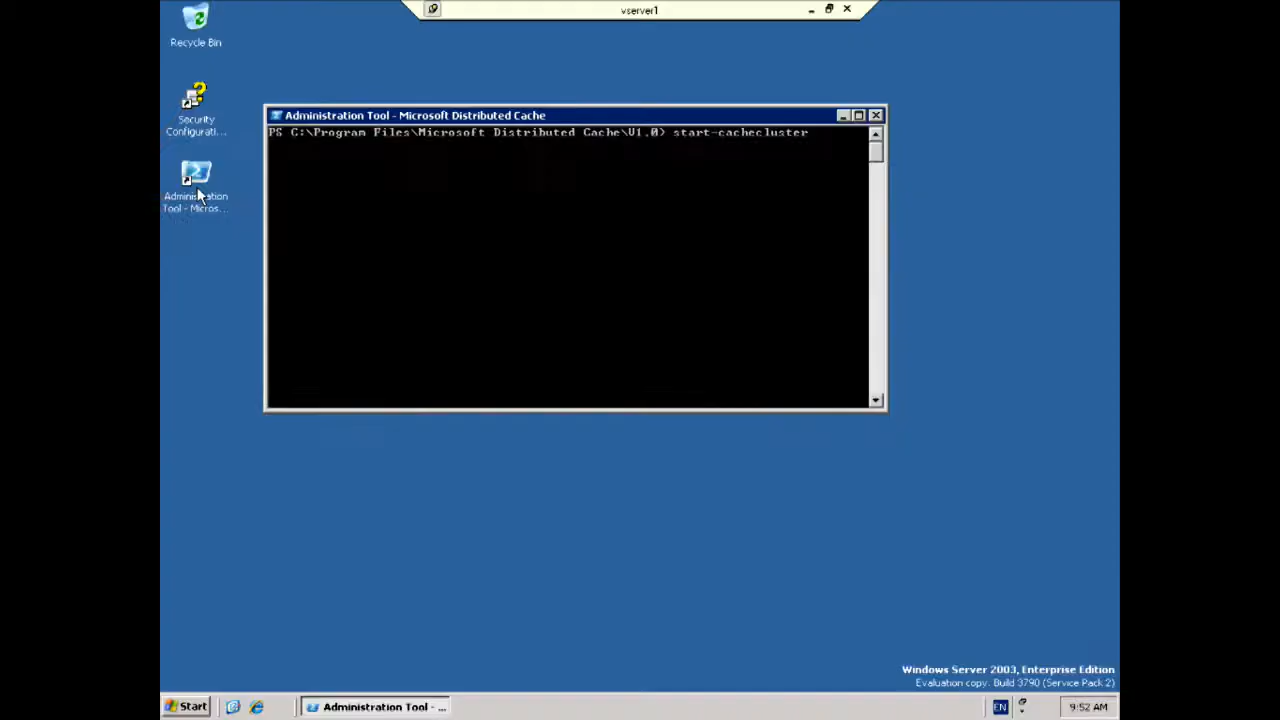 vserver1
Recycle Bin
Security
Configurati...
Administration
Tool - Micros...
Administration Tool - Microsoft Distributed Cache
PS C:\Program Files\Microsoft Distributed Cache\V1.0> start-cachecluster
Windows Server 2003, Enterprise Edition
Evaluation copy. Build 3790 (Service Pack 2)
Start
Administration Tool - ...
EN
9:52 AM